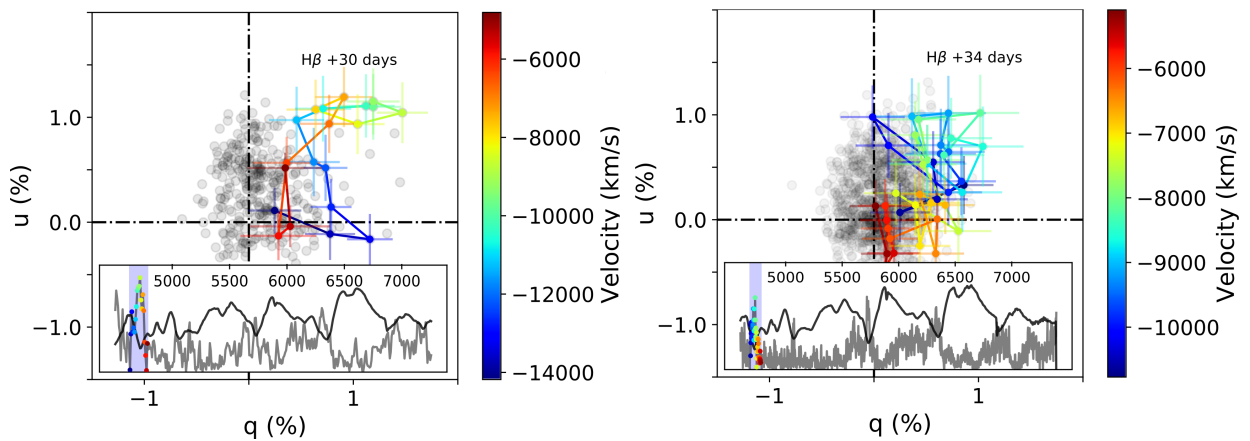 Hβ +30 days
1.0
0.0
−1.0
u (%)
5000 5500 6000 6500 7000
−1 1
q (%)
−6000
−8000
−10000
−12000
−14000
Velocity (km/s)
Hβ +34 days
1.0
0.0
−1.0
u (%)
5000 5500 6000 6500 7000
−1 1
q (%)
−6000
−7000
−8000
−9000
−10000
Velocity (km/s)